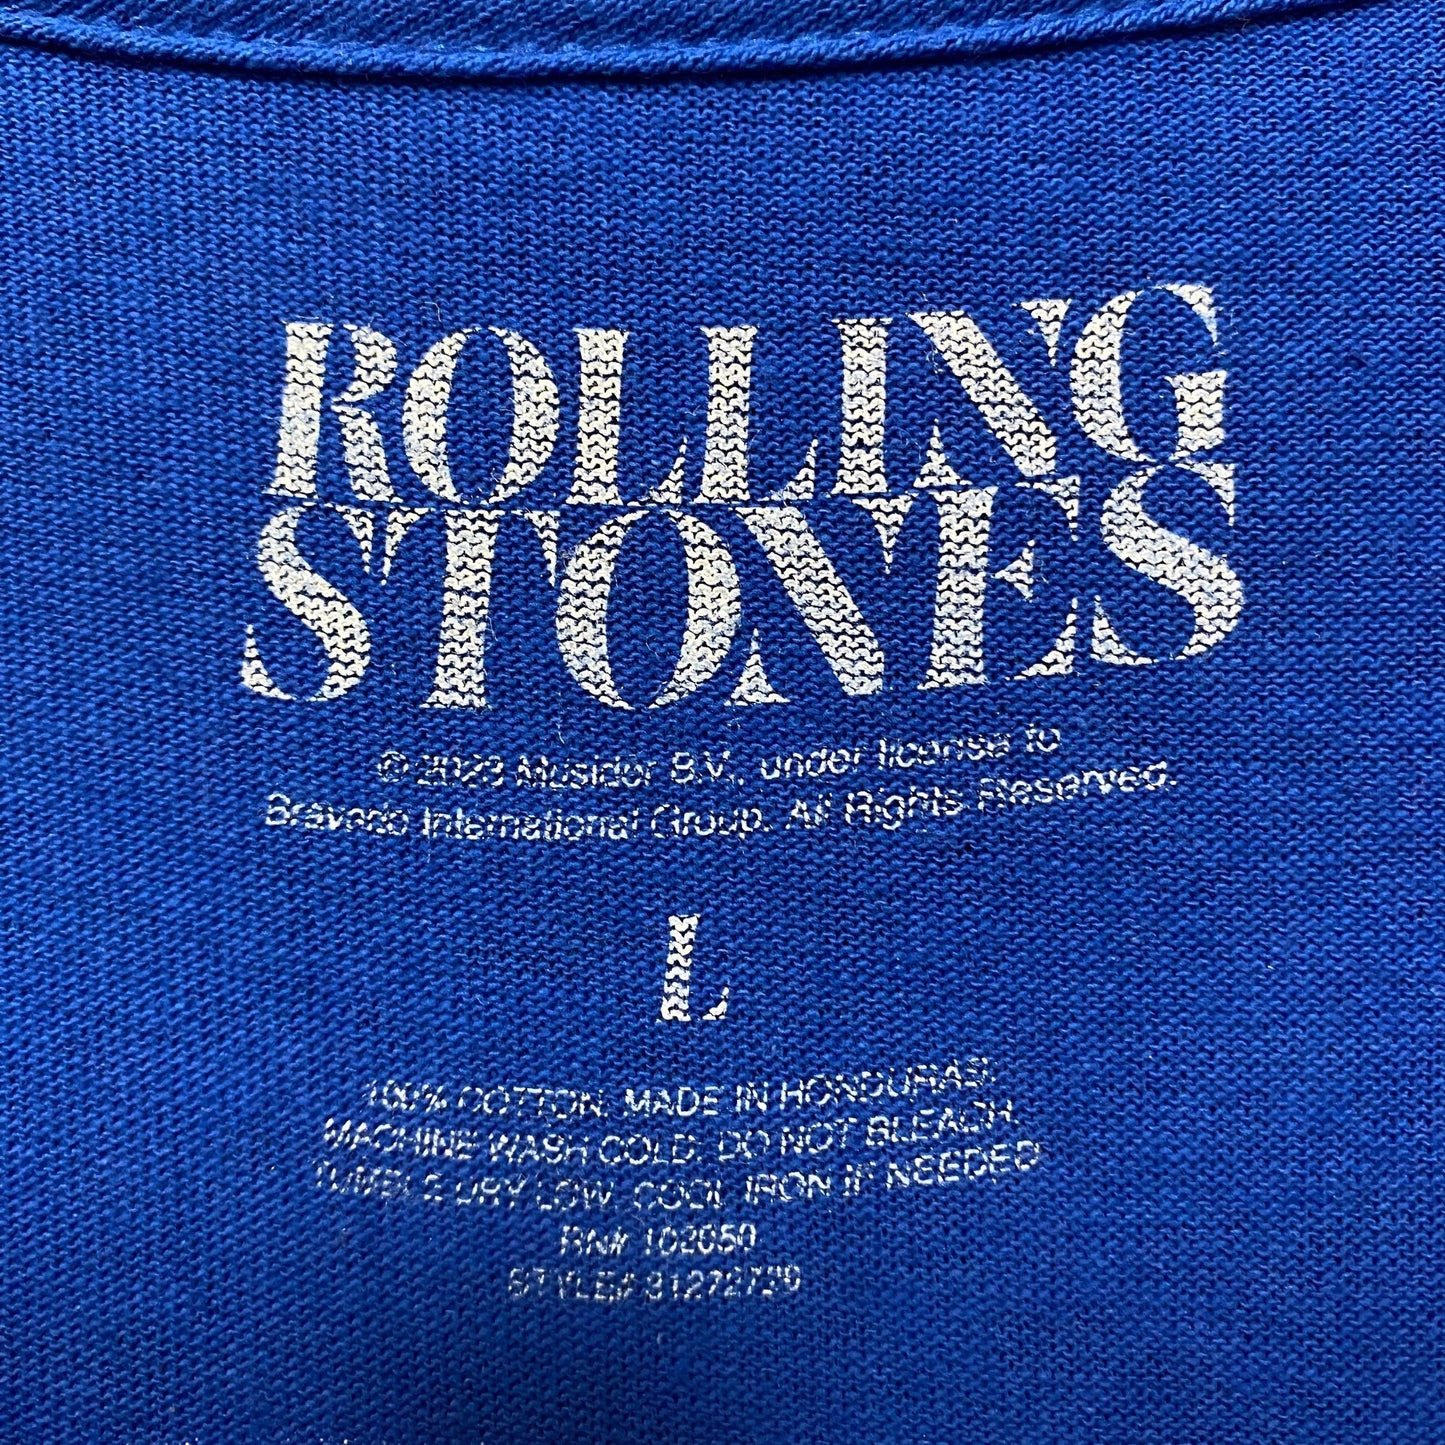 ROLLING
STONES
© 2023 Musidor B.V., under license to
Bravado International Group. All Rights Reserved.
L
100% COTTON. MADE IN HONDURAS.
MACHINE WASH COLD. DO NOT BLEACH.
TUMBLE DRY LOW. COOL IRON IF NEEDED
RN# 102050
STYLE#